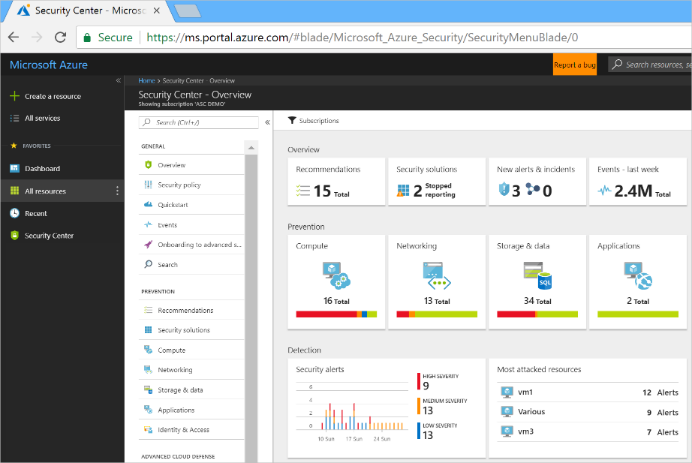 Security Center - Microso
Secure | https://ms.portal.azure.com/#blade/Microsoft_Azure_Security/SecurityMenuBlade/0
Microsoft Azure
Report a bug
Search resources, se
Create a resource
All services
FAVORITES
Dashboard
All resources
Recent
Security Center
Home > Security Center - Overview
Security Center - Overview
Showing subscription 'ASC DEMO'
Search (Ctrl+/)
GENERAL
Overview
Security policy
Quickstart
Events
Onboarding to advanced s...
Search
PREVENTION
Recommendations
Security solutions
Compute
Networking
Storage & data
Applications
Identity & Access
ADVANCED CLOUD DEFENSE
Subscriptions
Overview
Recommendations
15 Total
Security solutions
2 Stopped reporting
New alerts & incidents
3 0
Events - last week
2.4M Total
Prevention
Compute
16 Total
Networking
13 Total
Storage & data
SQL
34 Total
Applications
2 Total
Detection
Security alerts
6
4
2
0
10 Sun 17 Sun 24 Sun
HIGH SEVERITY
9
MEDIUM SEVERITY
13
LOW SEVERITY
13
Most attacked resources
vm1 12 Alerts
Various 9 Alerts
vm3 7 Alerts